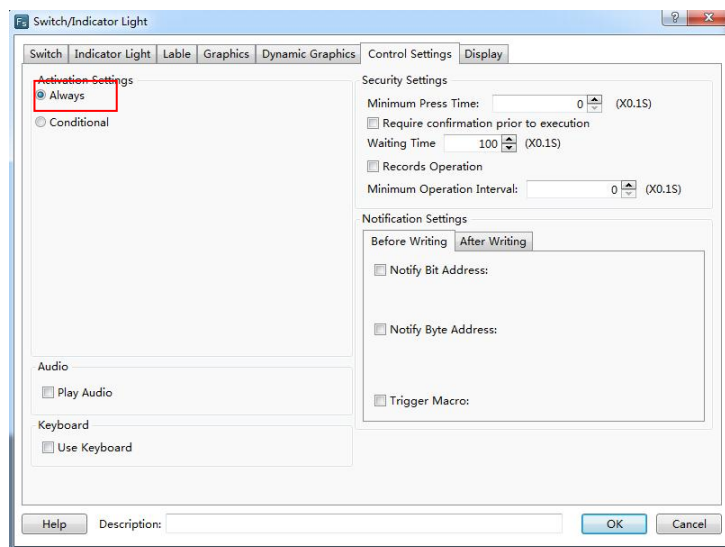 Fs Switch/Indicator Light
Switch Indicator Light Lable Graphics Dynamic Graphics Control Settings Display
Activation Settings
Always
Conditional
Security Settings
Minimum Press Time: 0 (X0.1S)
Require confirmation prior to execution
Waiting Time 100 (X0.1S)
Records Operation
Minimum Operation Interval: 0 (X0.1S)
Notification Settings
Before Writing After Writing
Notify Bit Address:
Notify Byte Address:
Trigger Macro:
Audio
Play Audio
Keyboard
Use Keyboard
Help Description: OK Cancel